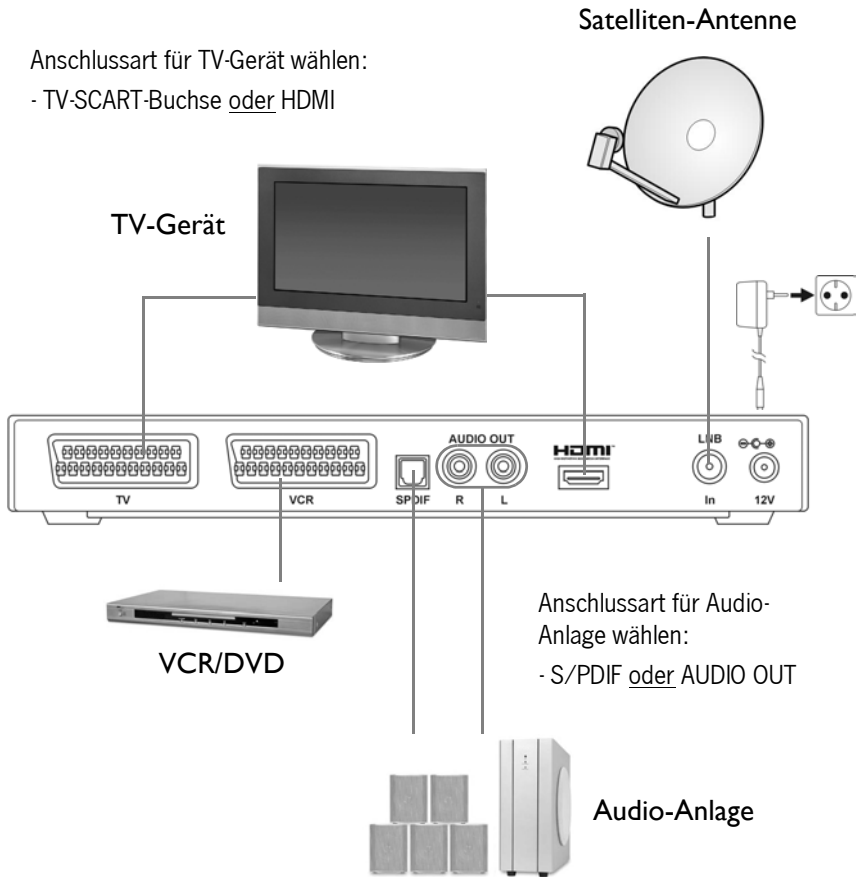 Satelliten-Antenne
Anschlussart für TV-Gerät wählen:
- TV-SCART-Buchse oder HDMI
TV-Gerät
AUDIO OUT
HDMI
LNB
TV
VCR
SPDIF
R
L
In
12V
VCR/DVD
Anschlussart für Audio-
Anlage wählen:
- S/PDIF oder AUDIO OUT
Audio-Anlage